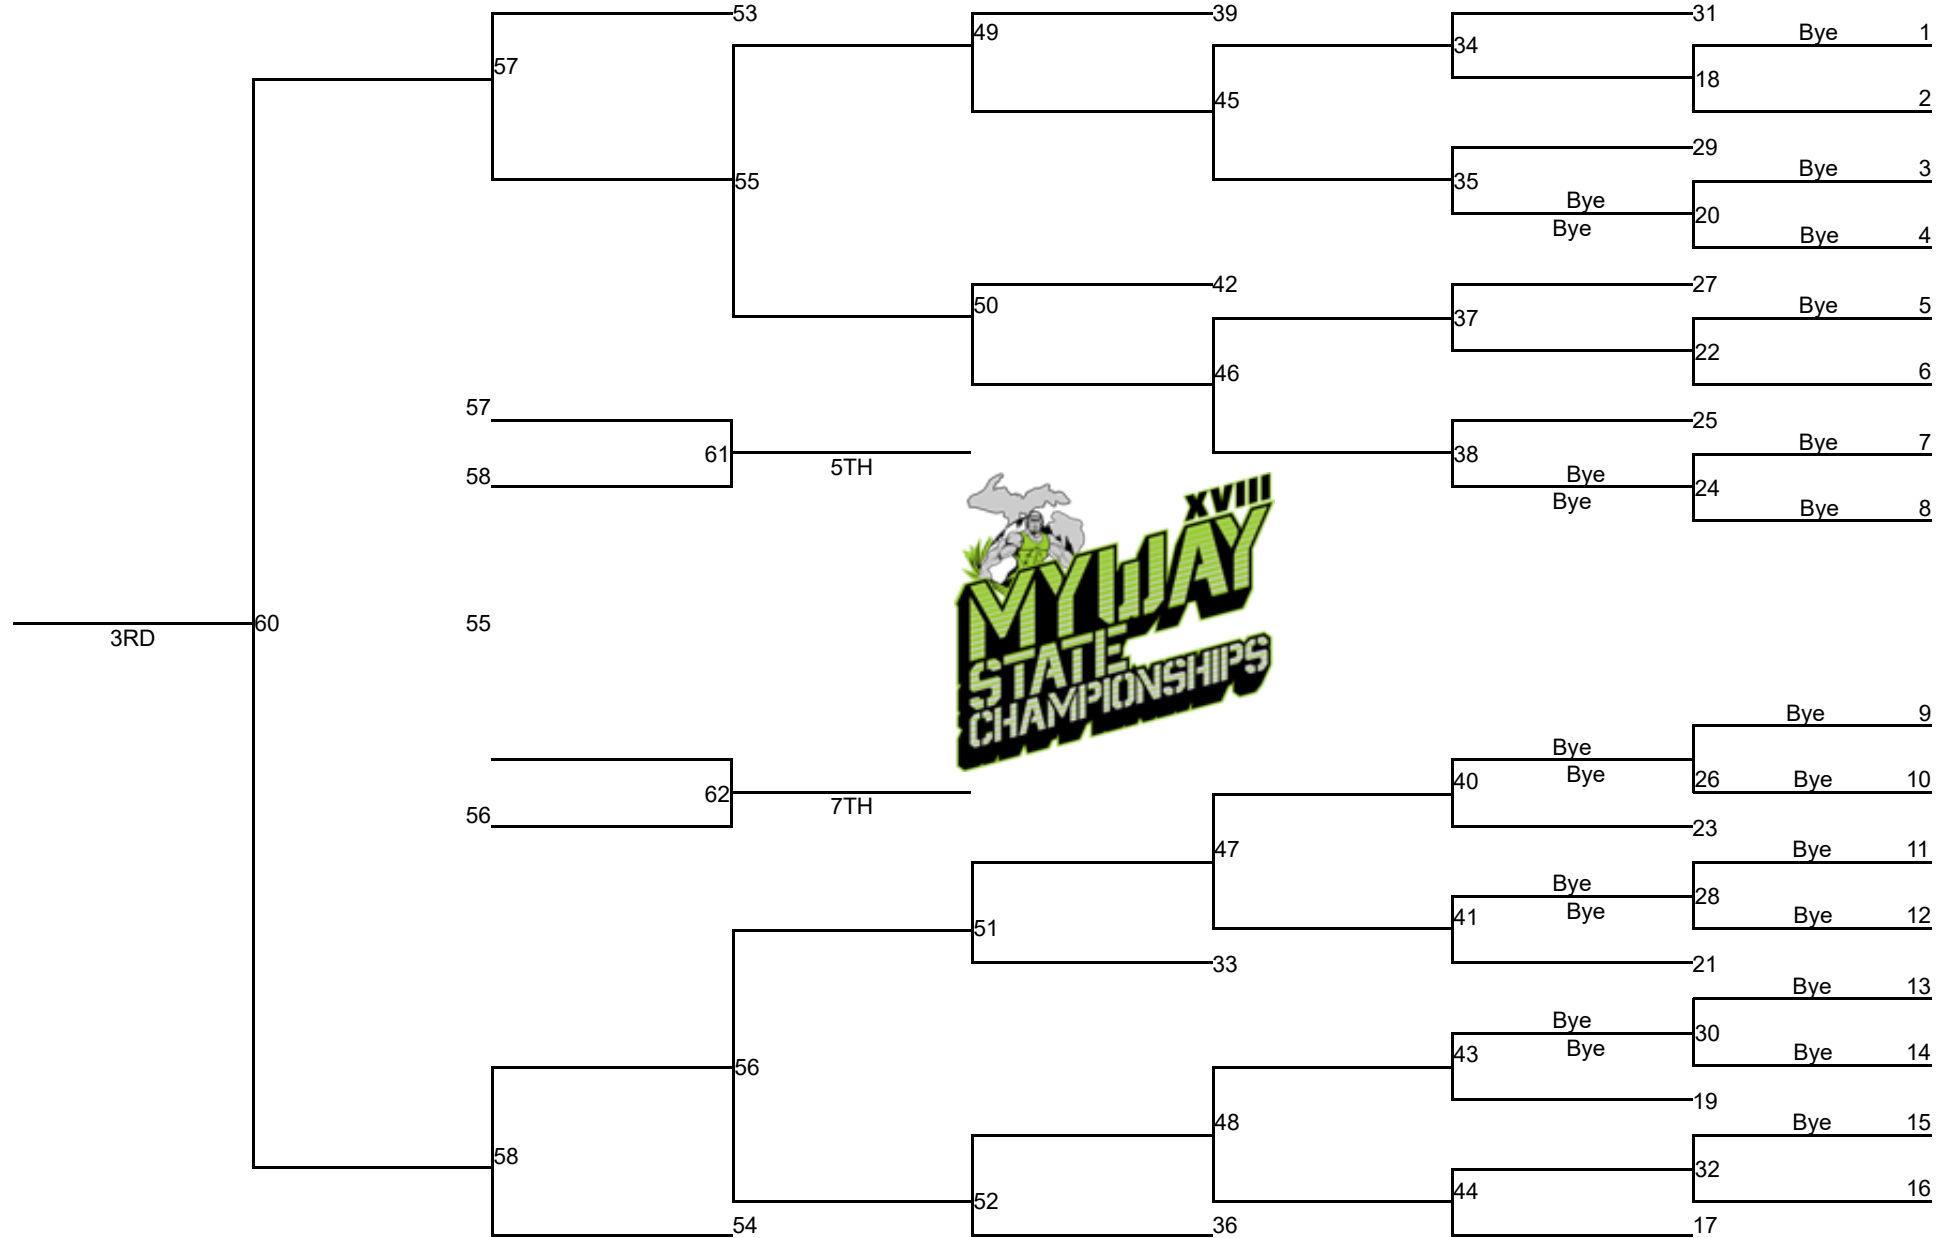 53
39
31
49
Bye 1
34
57
18
45
2
29
Bye 3
55
35
Bye
20
Bye
Bye 4
42
27
50
Bye 5
37
22
46
6
57
25
Bye 7
61
38
5TH
58
Bye
24
Bye
Bye 8
XVIII
MYWAY
STATE
CHAMPIONSHIPS
60
55
3RD
Bye 9
Bye
40
Bye
26
Bye 10
62
7TH
56
23
47
Bye 11
Bye
28
41
Bye
Bye 12
51
33
21
Bye 13
Bye
30
43
Bye
Bye 14
56
19
48
Bye 15
58
32
44
16
52
54
36
17